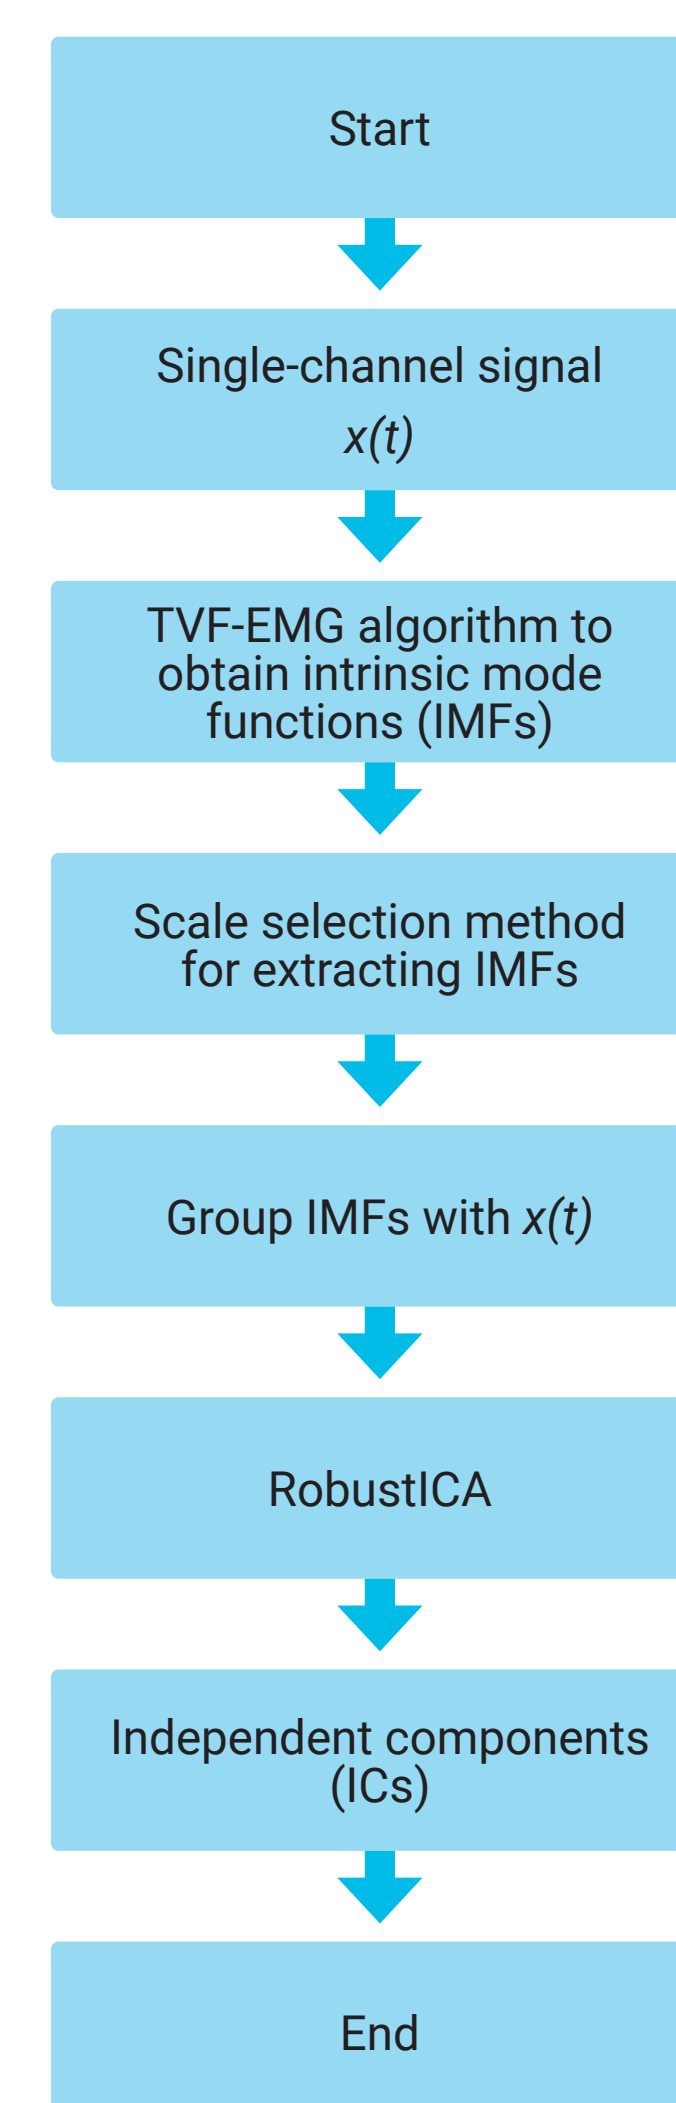 Start
Single-channel signal
x(t)
TVF-EMG algorithm to
obtain intrinsic mode
functions (IMFs)
Scale selection method
for extracting IMFs
Group IMFs with x(t)
RobustICA
Independent components
(ICs)
End